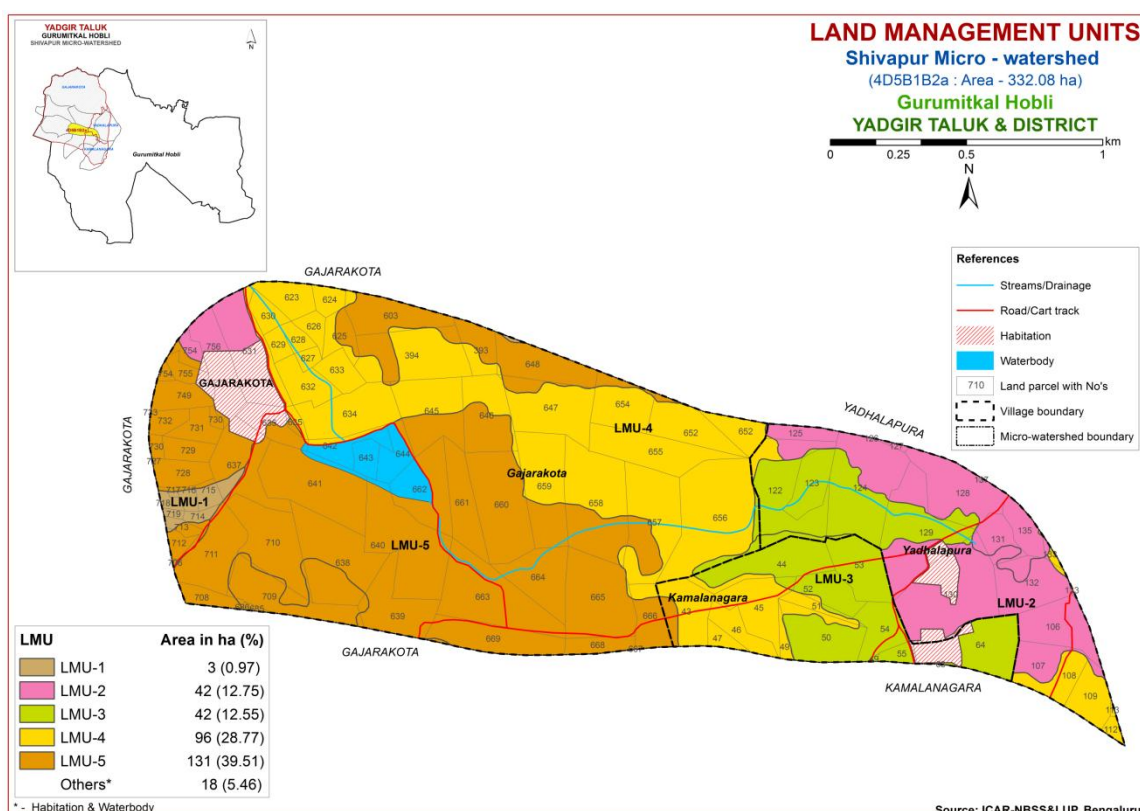 YADGIR TALUK
GURUMITKAL HOBLI
SHIVAPUR MICRO-WATERSHED
N
GAJARAKOTA
Gurumitkal Hobli
LAND MANAGEMENT UNITS
Shivapur Micro - watershed
(4D5B1B2a : Area - 332.08 ha)
Gurumitkal Hobli
YADGIR TALUK & DISTRICT
0 0.25 0.5 1 km
N
References
Streams/Drainage
Road/Cart track
Habitation
Waterbody
710 Land parcel with No's
Village boundary
Micro-watershed boundary
GAJARAKOTA
623 624 603
630 626 625
628 629 627 394 393 648
754 756 631
633
754 755 GAJARAKOTA 632
749 634 645 646 647 654
732 731 730 652 652
LMU-4
YADHALAPURA
125
729 643 644 655
728 637 641 662 Gajarakota
659 122 123 124 128
GAJARAKOTA
715
LMU-1
719 714 661 660 658 656 657
713
712 711 710 640 LMU-5 129 131 135
Yadhalapura
638 664 44 53
LMU-3
132
708 709 663 665 Kamalanagara 52 LMU-2
639 666 43 45 51 54 106
46 47 50 64
669 668 49 55 107 108 109
GAJARAKOTA
KAMALANAGARA
112
LMU Area in ha (%)
LMU-1 3 (0.97)
LMU-2 42 (12.75)
LMU-3 42 (12.55)
LMU-4 96 (28.77)
LMU-5 131 (39.51)
Others* 18 (5.46)
* - Habitation & Waterbody
Source: ICAR-NBSS&LUP, Bengaluru